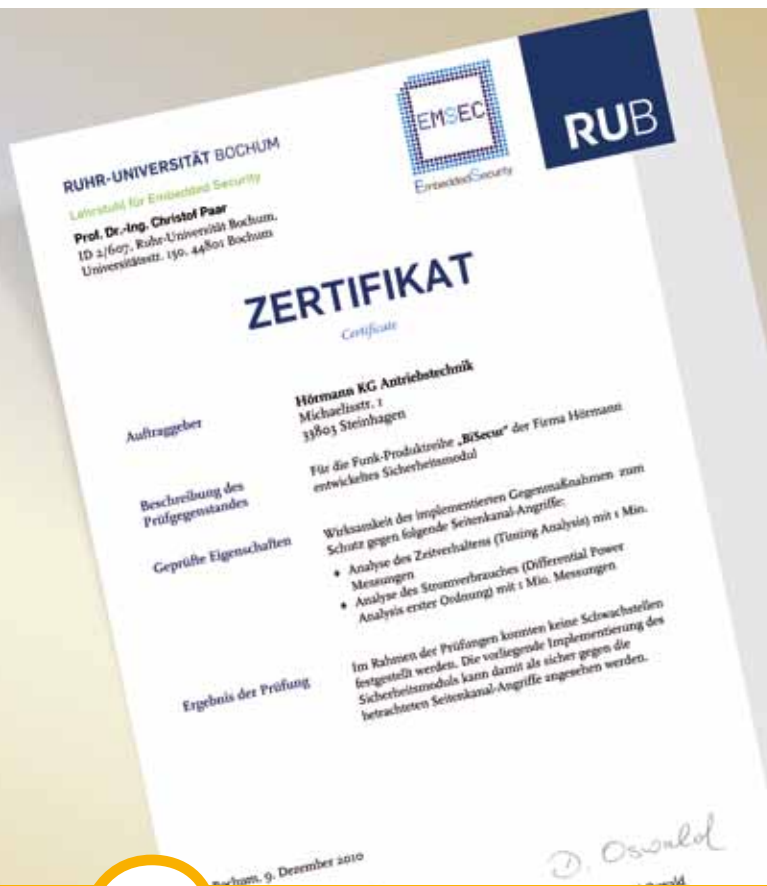 RUHR-UNIVERSITÄT BOCHUM
Lehrstuhl für Embedded Security
Prof. Dr.-Ing. Christof Paar
ID 2/607, Ruhr-Universität Bochum,
Universitätsstr. 150, 44801 Bochum
EMSEC
EmbeddedSecurity
RUB
ZERTIFIKAT
Certificate
Auftraggeber
Hörmann KG Antriebstechnik
Michaelisstr. 1
33803 Steinhagen
Beschreibung des
Prüfgegenstandes
Für die Funk-Produktreihe „BiSecur" der Firma Hörmann
entwickeltes Sicherheitsmodul
Geprüfte Eigenschaften
Wirksamkeit der implementierten Gegenmaßnahmen zum
Schutz gegen folgende Seitenkanal-Angriffe:
• Analyse des Zeitverhaltens (Timing Analysis) mit 1 Mio.
Messungen
• Analyse des Stromverbrauches (Differential Power
Analysis erster Ordnung) mit 1 Mio. Messungen
Ergebnis der Prüfung
Im Rahmen der Prüfungen konnten keine Schwachstellen
festgestellt werden. Die vorliegende Implementierung des
Sicherheitsmoduls kann damit als sicher gegen die
betrachteten Seitenkanal-Angriffe angesehen werden.
Bochum, 9. Dezember 2010
D. Oswald